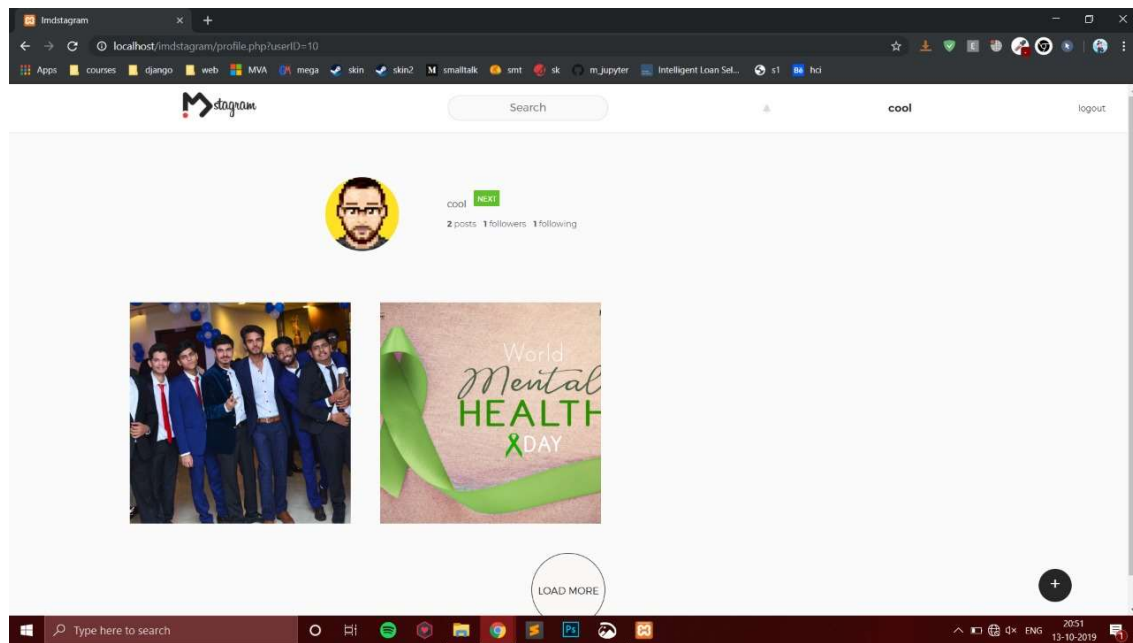 Imdstagram
localhost/imdstagram/profile.php?userID=10
Apps courses django web MVA mega skin skin2 M smalltalk smt sk m_jupyter Intelligent Loan Sel... s1 Bē hci
stagram Search cool logout
cool NEXT
2 posts 1 followers 1 following
World
Mental
HEALTH
DAY
LOAD MORE
+
Type here to search Ps ENG 20:51
13-10-2019